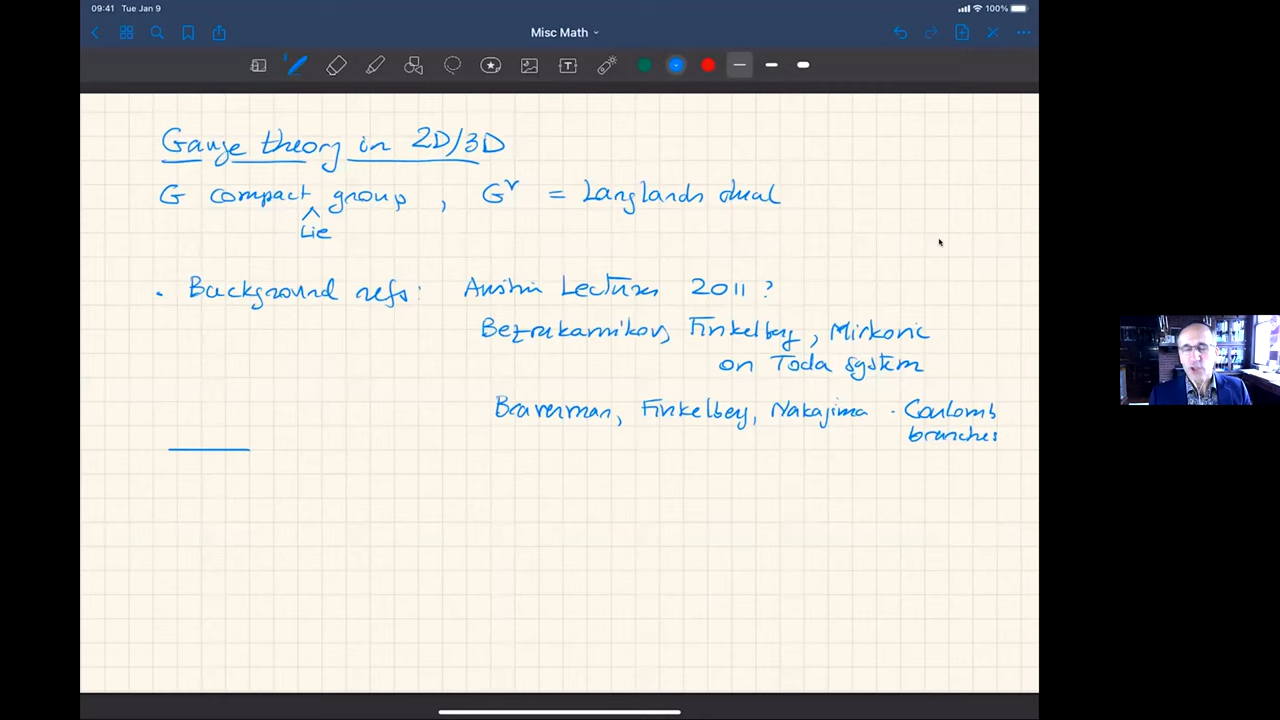 09:41 Tue Jan 9
100%
Misc Math
Gauge theory in 2D/3D
G compact group, G^∨ = Langlands dual
^
Lie
. Background refs: Austin Lectures 2011?
Bezrukavnikov, Finkelberg, Mirkovic
on Toda system
Braverman, Finkelberg, Nakajima · Coulomb
branches